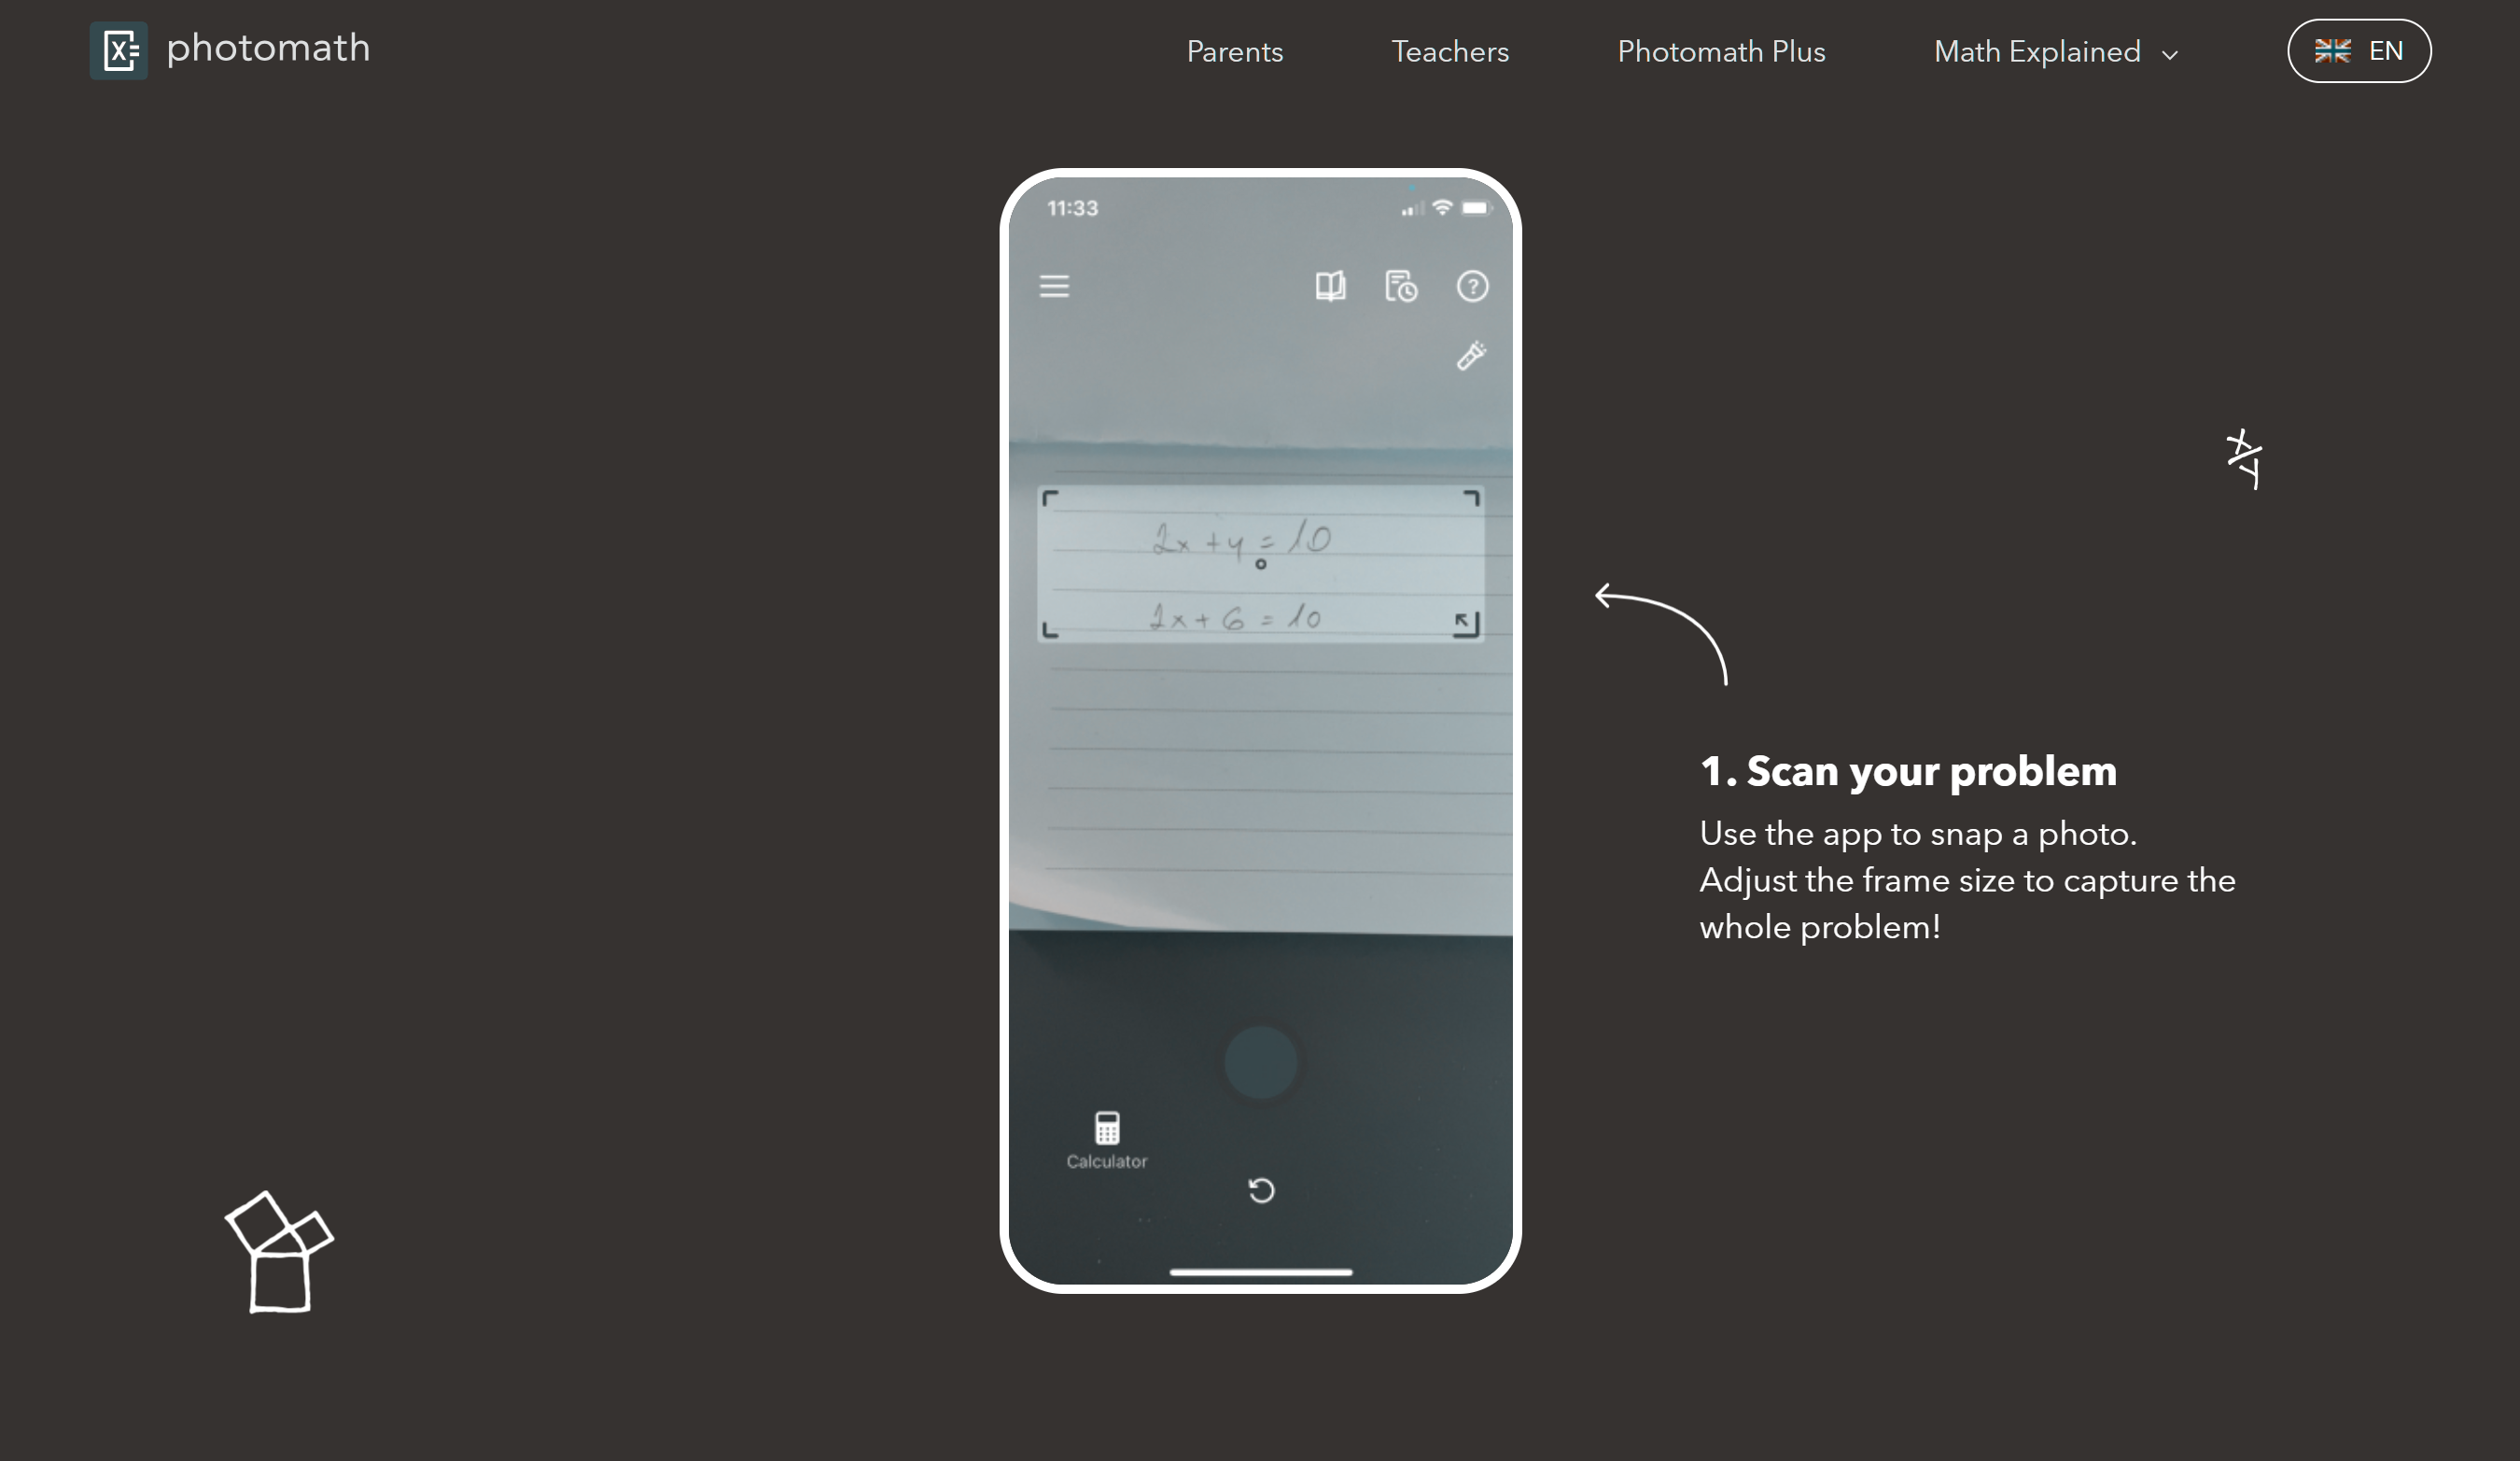 photomath
Parents
Teachers
Photomath Plus
Math Explained
EN
11:33
2x + y = 10
2x + 6 = 10
1. Scan your problem
Use the app to snap a photo.
Adjust the frame size to capture the
whole problem!
Calculator